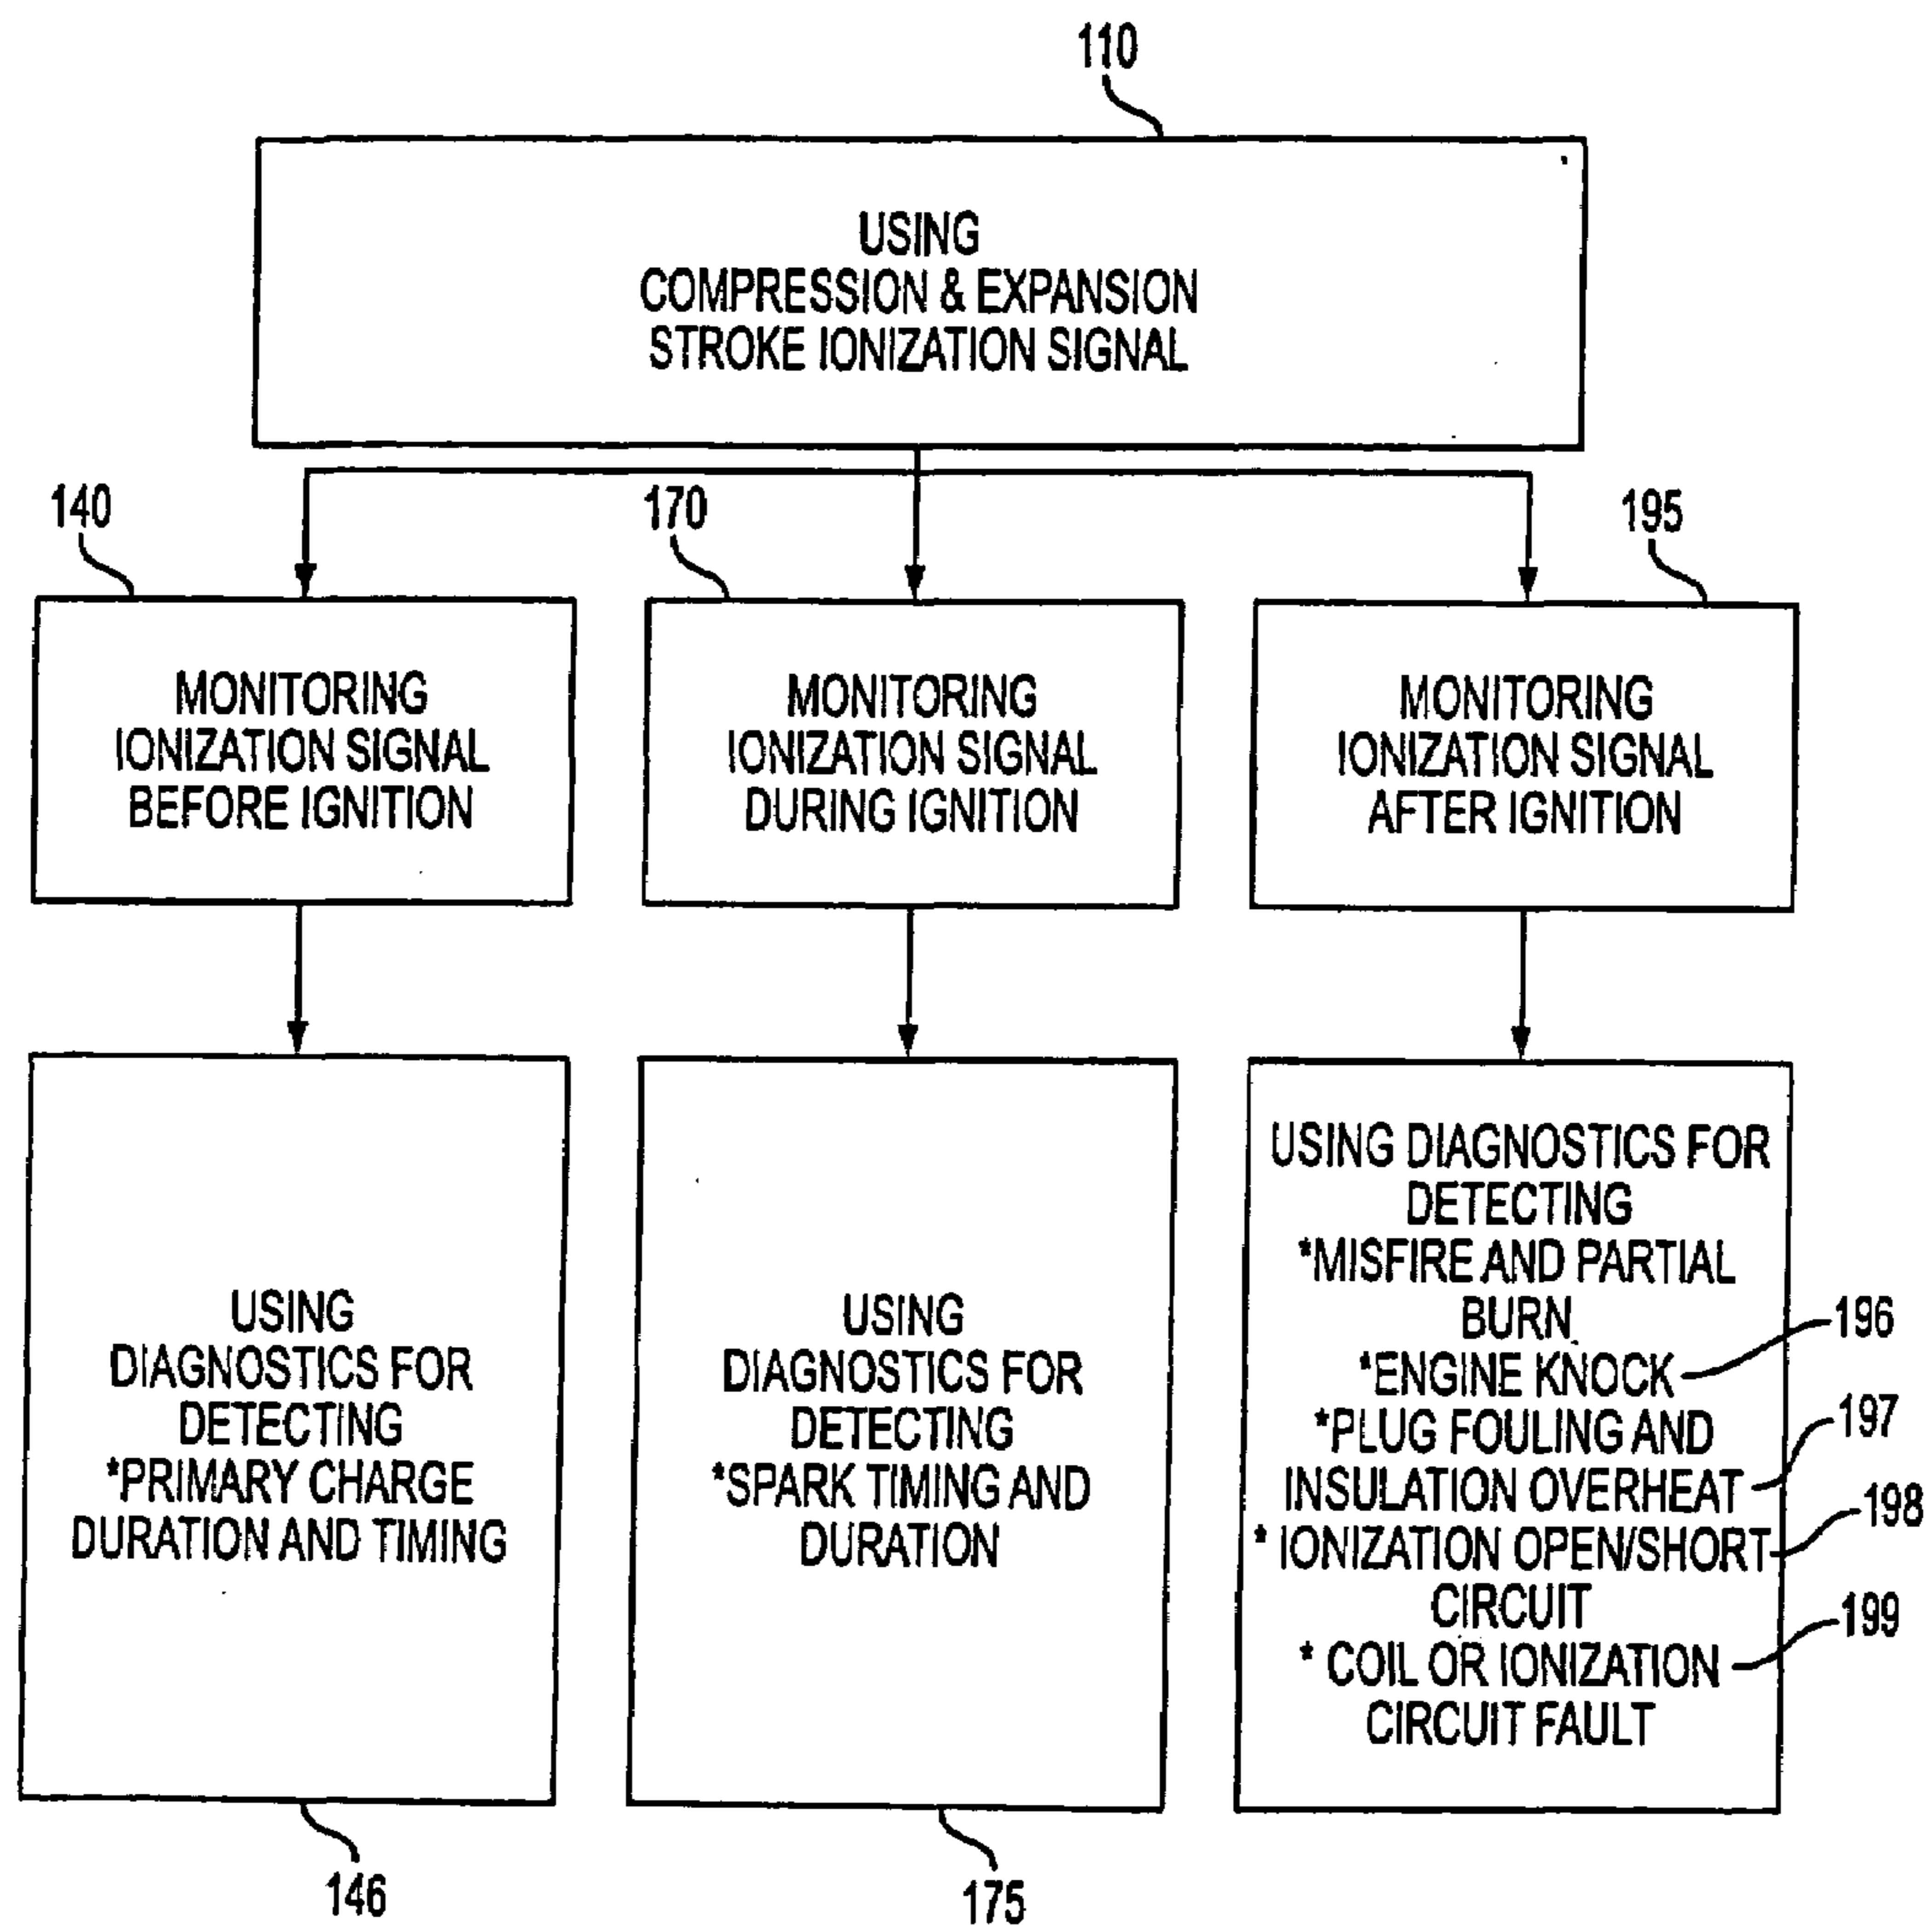 110
USING
COMPRESSION & EXPANSION
STROKE IONIZATION SIGNAL
140
170
195
MONITORING
IONIZATION SIGNAL
BEFORE IGNITION
MONITORING
IONIZATION SIGNAL
DURING IGNITION
MONITORING
IONIZATION SIGNAL
AFTER IGNITION
USING
DIAGNOSTICS FOR
DETECTING
*PRIMARY CHARGE
DURATION AND TIMING
USING
DIAGNOSTICS FOR
DETECTING
*SPARK TIMING AND
DURATION
USING DIAGNOSTICS FOR
DETECTING
*MISFIRE AND PARTIAL
BURN
*ENGINE KNOCK
*PLUG FOULING AND
INSULATION OVERHEAT
* IONIZATION OPEN/SHORT
CIRCUIT
* COIL OR IONIZATION
CIRCUIT FAULT
196
197
198
199
146
175